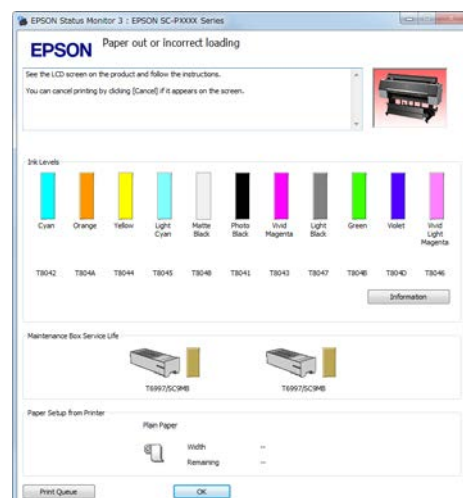 EPSON Status Monitor 3 : EPSON SC-PXXXX Series
EPSON
Paper out or incorrect loading
See the LCD screen on the product and follow the instructions.
You can cancel printing by clicking [Cancel] if it appears on the screen.
Ink Levels
Cyan Orange Yellow Light Cyan Matte Black Photo Black Vivid Magenta Light Black Green Violet Vivid Light Magenta
T8042 T804A T8044 T8045 T8048 T8041 T8043 T8047 T804B T804D T8046
Information
Maintenance Box Service Life
T6997/SC9MB T6997/SC9MB
Paper Setup from Printer
Plain Paper
Width --
Remaining --
Print Queue OK